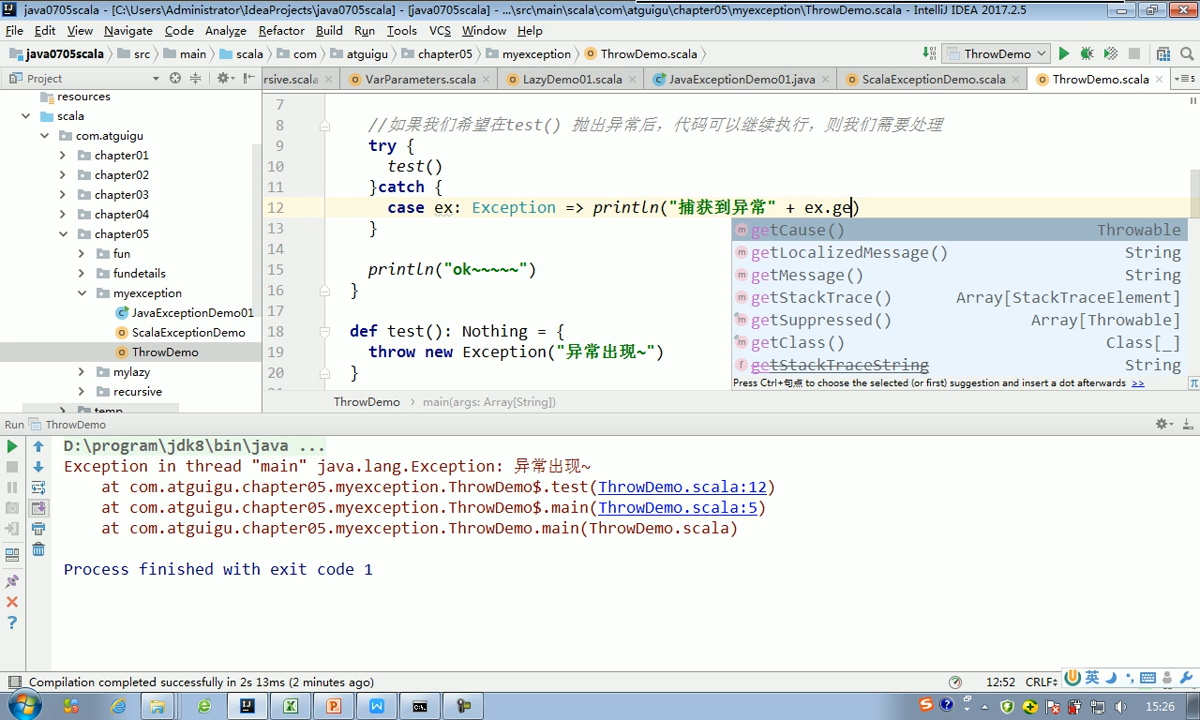 java0705scala - [C:\Users\Administrator\IdeaProjects\java0705scala] - [java0705scala] - ...\src\main\scala\com\atguigu\chapter05\myexception\ThrowDemo.scala - IntelliJ IDEA 2017.2.5
File Edit View Navigate Code Analyze Refactor Build Run Tools VCS Window Help
java0705scala src main scala com atguigu chapter05 myexception ThrowDemo.scala ThrowDemo
Project rsive.scala VarParameters.scala LazyDemo01.scala JavaExceptionDemo01.java ScalaExceptionDemo.scala ThrowDemo.scala
resources
scala
com.atguigu
chapter01
chapter02
chapter03
chapter04
chapter05
fun
fundetails
myexception
JavaExceptionDemo01
ScalaExceptionDemo
ThrowDemo
mylazy
recursive
temp
7
8 //如果我们希望在test() 抛出异常后，代码可以继续执行，则我们需要处理
9 try {
10 test()
11 }catch {
12 case ex: Exception => println("捕获到异常" + ex.ge)
13 }
14
15 println("ok~~~~~")
16 }
17
18 def test(): Nothing = {
19 throw new Exception("异常出现~")
20 }
getCause() Throwable
getLocalizedMessage() String
getMessage() String
getStackTrace() Array[StackTraceElement]
getSuppressed() Array[Throwable]
getClass() Class[_]
getStackTraceString String
Press Ctrl+句点 to choose the selected (or first) suggestion and insert a dot afterwards >>
ThrowDemo main(args: Array[String])
Run ThrowDemo
D:\program\jdk8\bin\java ...
Exception in thread "main" java.lang.Exception: 异常出现~
at com.atguigu.chapter05.myexception.ThrowDemo$.test(ThrowDemo.scala:12)
at com.atguigu.chapter05.myexception.ThrowDemo$.main(ThrowDemo.scala:5)
at com.atguigu.chapter05.myexception.ThrowDemo.main(ThrowDemo.scala)
Process finished with exit code 1
Compilation completed successfully in 2s 13ms (2 minutes ago) 12:52 CRLF÷ 英
15:26